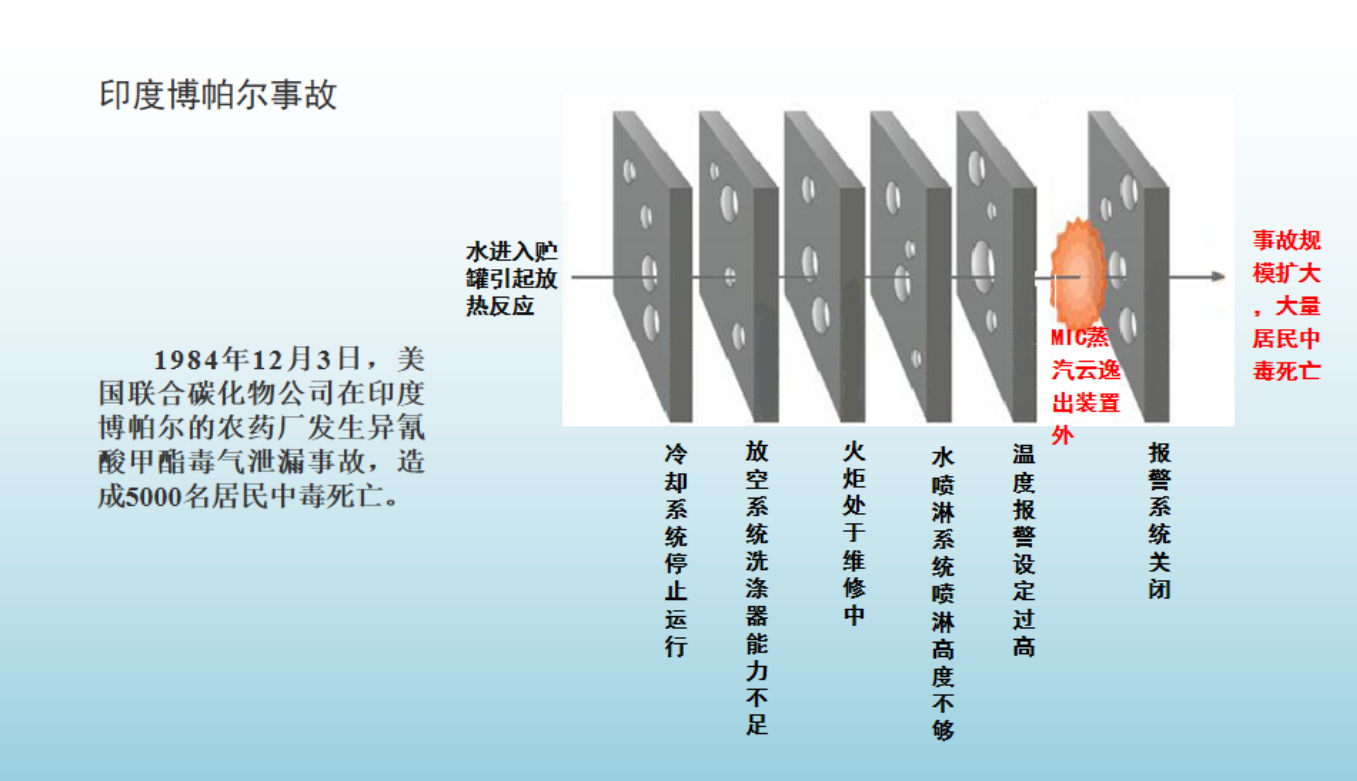 印度博帕尔事故
1984年12月3日，美
国联合碳化物公司在印度
博帕尔的农药厂发生异氰
酸甲酯毒气泄漏事故，造
成5000名居民中毒死亡。
水进入贮
罐引起放
热反应
MIC蒸
汽云逸
出装置
外
事故规
模扩大
，大量
居民中
毒死亡
冷却系统停止运行
放空系统洗涤器能力不足
火炬处于维修中
水喷淋系统喷淋高度不够
温度报警设定过高
报警系统关闭